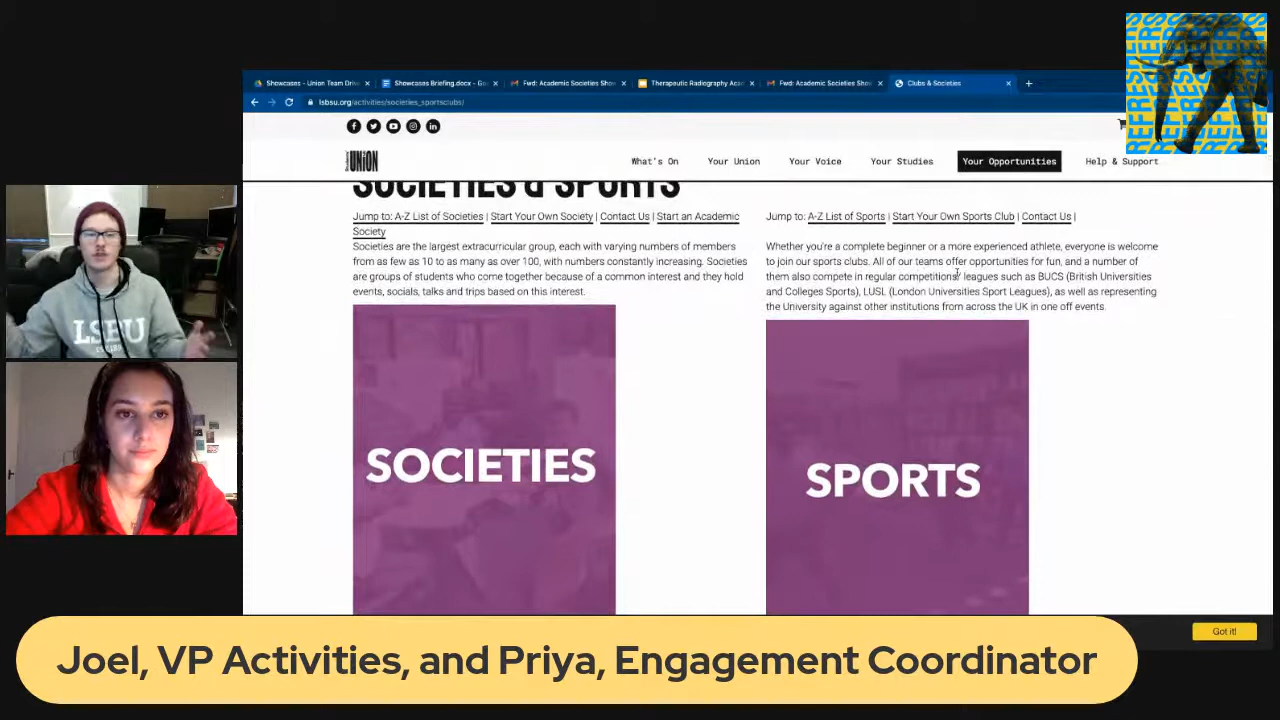 REFRESHERS
Showcases - Union Team Driv
Showcases Briefing.docx - Go
Fwd: Academic Societies Show
Therapeutic Radiography Aca
Fwd: Academic Societies Sho
Clubs & Societies
lsbsu.org/activities/societies_sportsclubs/
UNION
What's On
Your Union
Your Voice
Your Studies
Your Opportunities
Help & Support
SOCIETIES & SPORTS
Jump to: A-Z List of Societies | Start Your Own Society | Contact Us | Start an Academic
Society
Societies are the largest extracurricular group, each with varying numbers of members
from as few as 10 to as many as over 100, with numbers constantly increasing. Societies
are groups of students who come together because of a common interest and they hold
events, socials, talks and trips based on this interest.
SOCIETIES
Jump to: A-Z List of Sports | Start Your Own Sports Club | Contact Us |
Whether you're a complete beginner or a more experienced athlete, everyone is welcome
to join our sports clubs. All of our teams offer opportunities for fun, and a number of
them also compete in regular competitions/ leagues such as BUCS (British Universities
and Colleges Sports), LUSL (London Universities Sport Leagues), as well as representing
the University against other institutions from across the UK in one off events.
SPORTS
LSBU
Got it!
Joel, VP Activities, and Priya, Engagement Coordinator